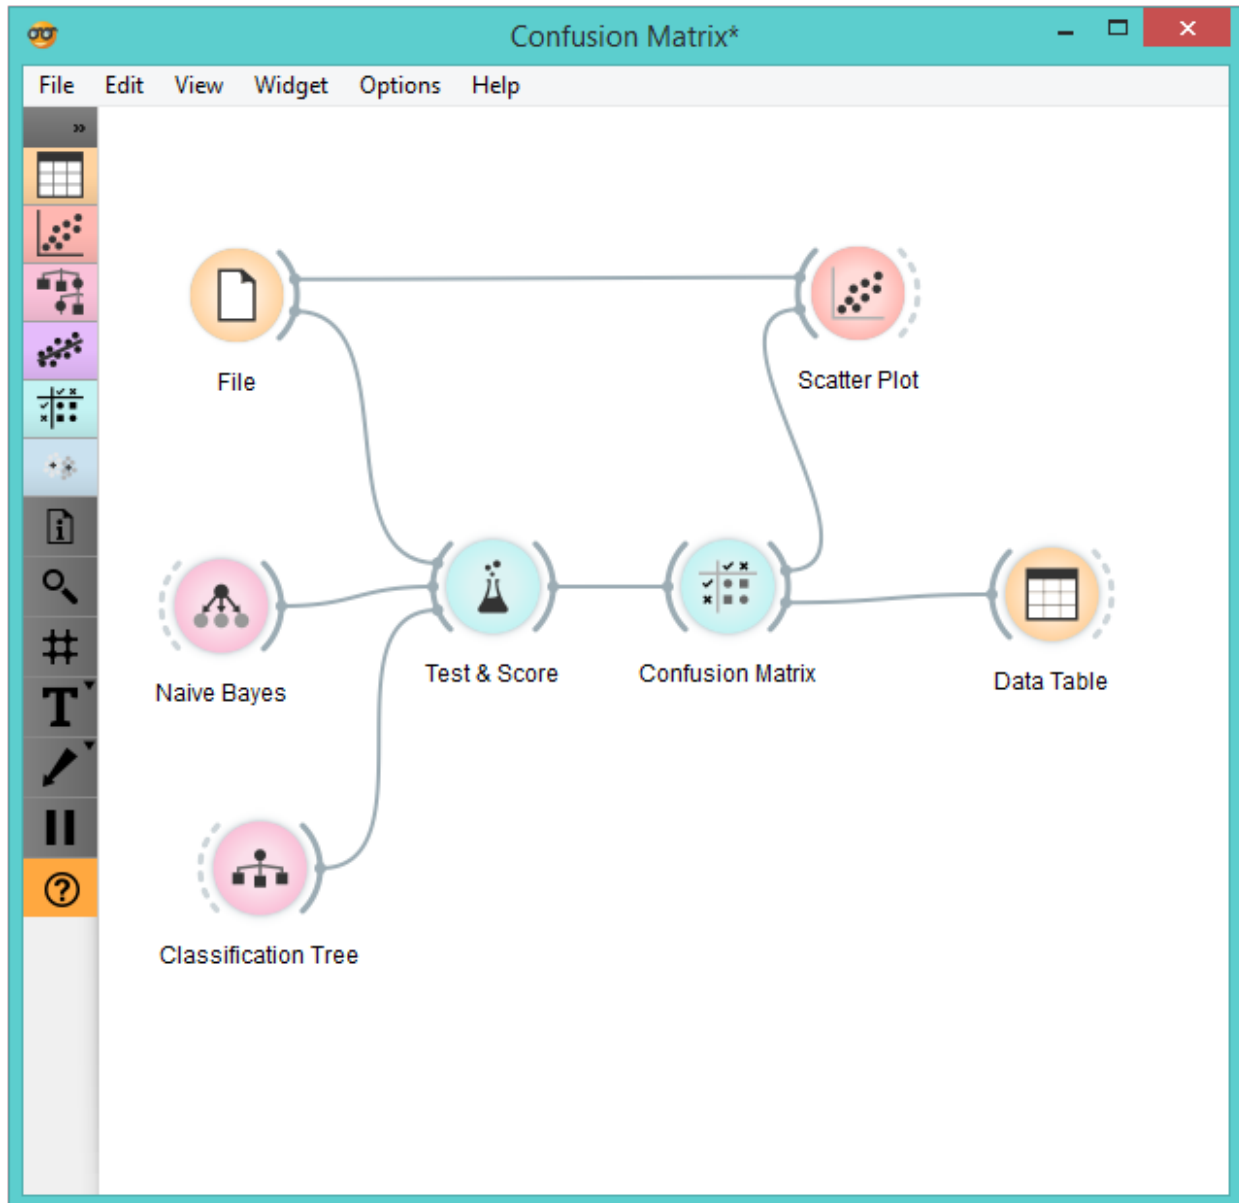 Confusion Matrix*
File Edit View Widget Options Help
File
Scatter Plot
Naive Bayes
Test & Score
Confusion Matrix
Data Table
Classification Tree